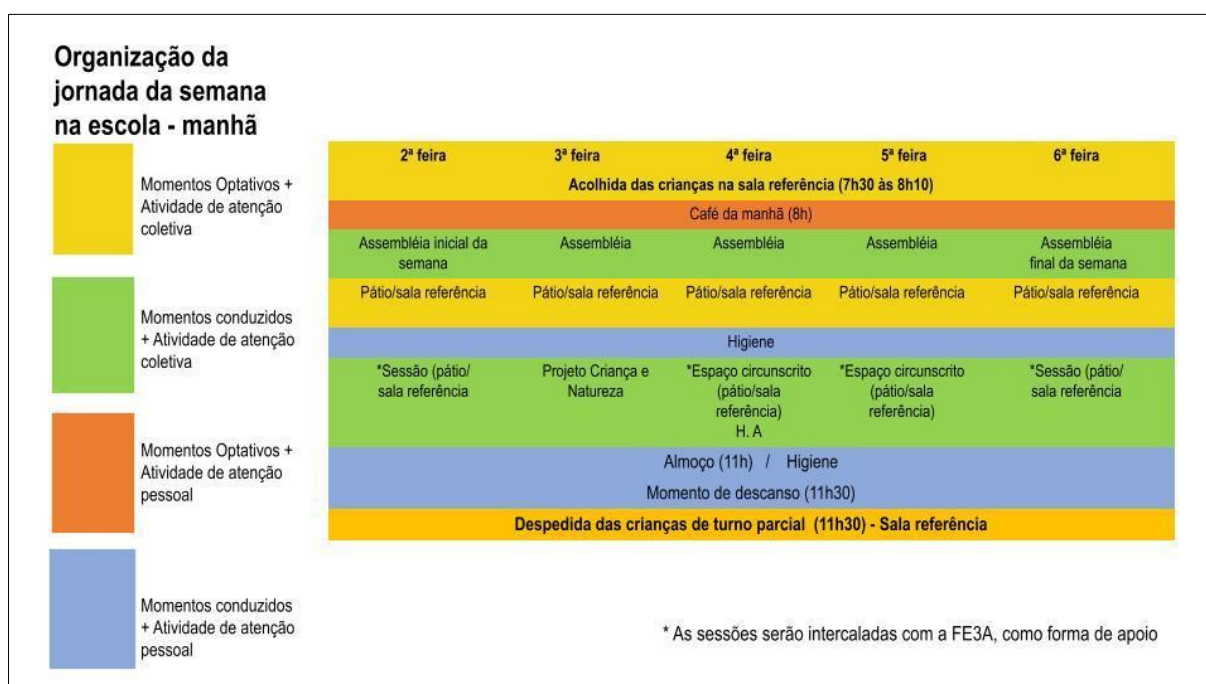 Organização da
jornada da semana
na escola - manhã
Momentos Optativos +
Atividade de atenção
coletiva
Momentos conduzidos
+ Atividade de atenção
coletiva
Momentos Optativos +
Atividade de atenção
pessoal
Momentos conduzidos
+ Atividade de atenção
pessoal
2ª feira 3ª feira 4ª feira 5ª feira 6ª feira
Acolhida das crianças na sala referência (7h30 às 8h10)
Café da manhã (8h)
Assembléia inicial da Assembléia Assembléia Assembléia Assembléia
semana final da semana
Pátio/sala referência Pátio/sala referência Pátio/sala referência Pátio/sala referência Pátio/sala referência
Higiene
*Sessão (pátio/ Projeto Criança e *Espaço circunscrito *Espaço circunscrito *Sessão (pátio/
sala referência Natureza (pátio/sala (pátio/sala sala referência
referência) referência)
H. A
Almoço (11h) / Higiene
Momento de descanso (11h30)
Despedida das crianças de turno parcial (11h30) - Sala referência
* As sessões serão intercaladas com a FE3A, como forma de apoio